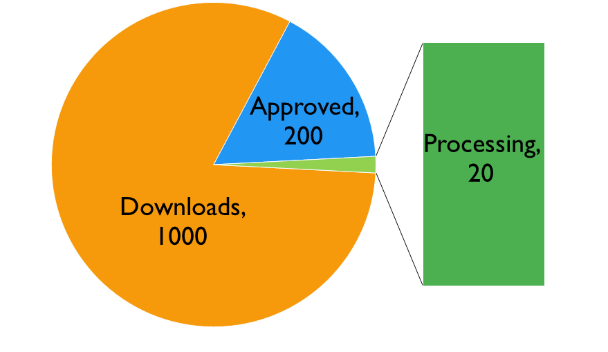 Approved,
200
Processing,
20
Downloads,
1000